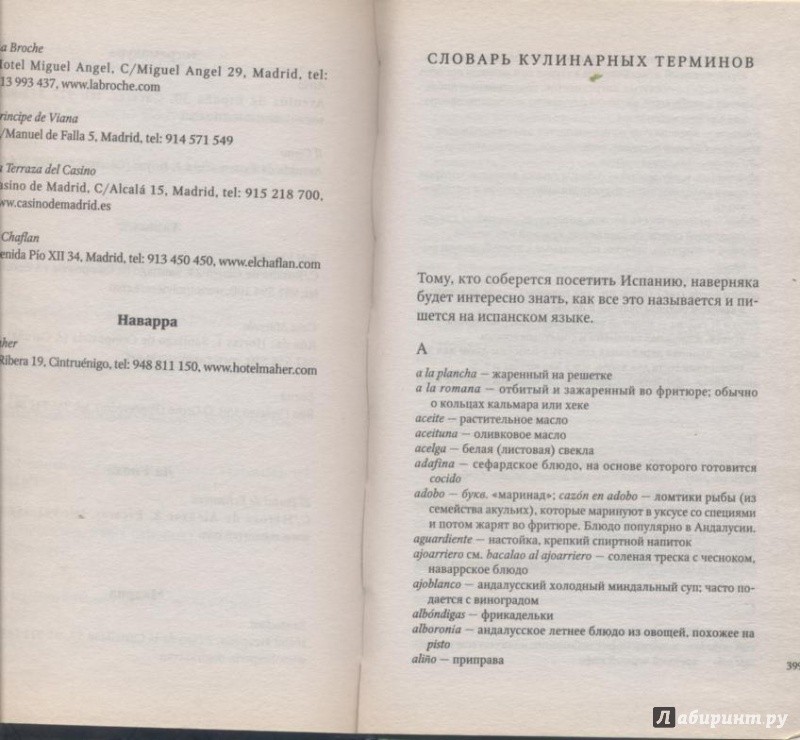 a Broche
Hotel Miguel Angel, C/Miguel Angel 29, Madrid, tel:
13 993 437, www.labroche.com
rincipe de Viana
/Manuel de Falla 5, Madrid, tel: 914 571 549
a Terraza del Casino
asino de Madrid, C/Alcalá 15, Madrid, tel: 915 218 700,
ww.casinodemadrid.es
Chaflan
enida Pío XII 34, Madrid, tel: 913 450 450, www.elchaflan.com
Наварра
aher
Ribera 19, Cintruénigo, tel: 948 811 150, www.hotelmaher.com
СЛОВАРЬ КУЛИНАРНЫХ ТЕРМИНОВ
Тому, кто соберется посетить Испанию, наверняка
будет интересно знать, как все это называется и пи-
шется на испанском языке.
А
a la plancha — жаренный на решетке
a la romana — отбитый и зажаренный во фритюре; обычно
о кольцах кальмара или хеке
aceite — растительное масло
aceituna — оливковое масло
acelga — белая (листовая) свекла
adafina — сефардское блюдо, на основе которого готовится
cocido
adobo — букв. «маринад»; cazón en adobo — ломтики рыбы (из
семейства акульих), которые маринуют в уксусе со специями
и потом жарят во фритюре. Блюдо популярно в Андалусии.
aguardiente — настойка, крепкий спиртной напиток
ajoarriero см. bacalao al ajoarriero — соленая треска с чесноком,
наваррское блюдо
ajoblanco — андалусский холодный миндальный суп; часто по-
дается с виноградом
albóndigas — фрикадельки
alboronía — андалусское летнее блюдо из овощей, похожее на
pisto
aliño — приправа
399
Лабиринт.ру